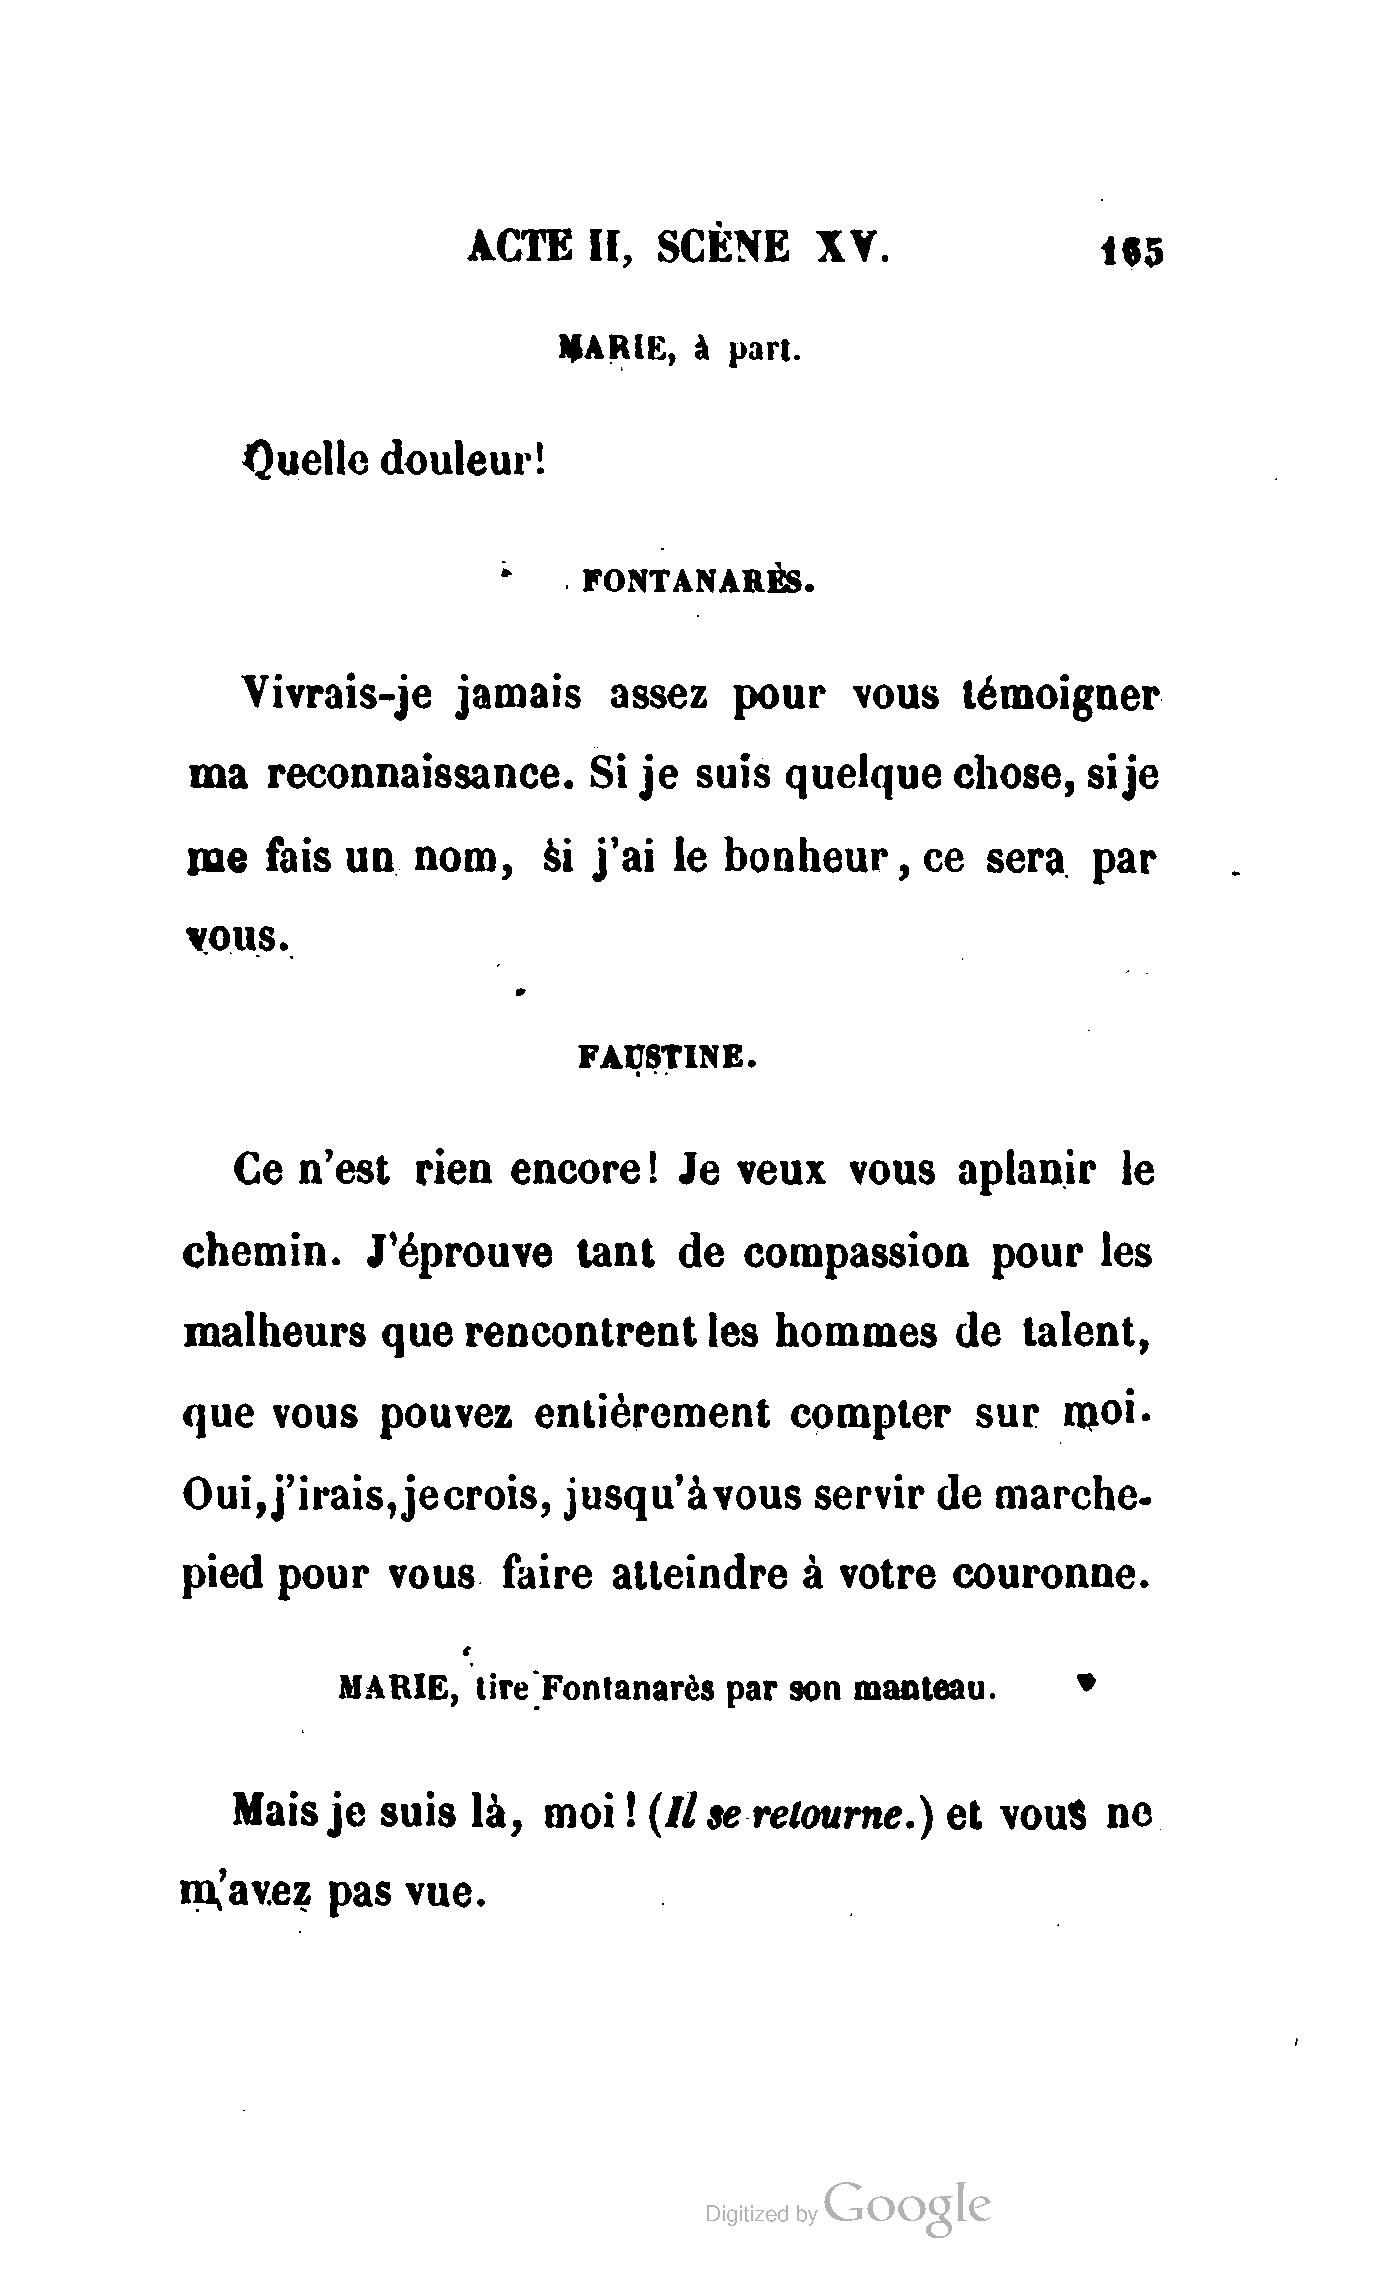 ACTE II, SCÈNE XV. 165
MARIE, à part.
Quelle douleur!
FONTANARÈS.
Vivrais-je jamais assez pour vous témoigner
ma reconnaissance. Si je suis quelque chose, si je
me fais un nom, si j'ai le bonheur, ce sera par
vous.
FAUSTINE.
Ce n'est rien encore! Je veux vous aplanir le
chemin. J'éprouve tant de compassion pour les
malheurs que rencontrent les hommes de talent,
que vous pouvez entièrement compter sur moi.
Oui, j'irais, je crois, jusqu'à vous servir de marche-
pied pour vous faire atteindre à votre couronne.
MARIE, tire Fontanarès par son manteau.
Mais je suis là, moi! (Il se retourne.) et vous ne
m'avez pas vue.
Digitized by Google